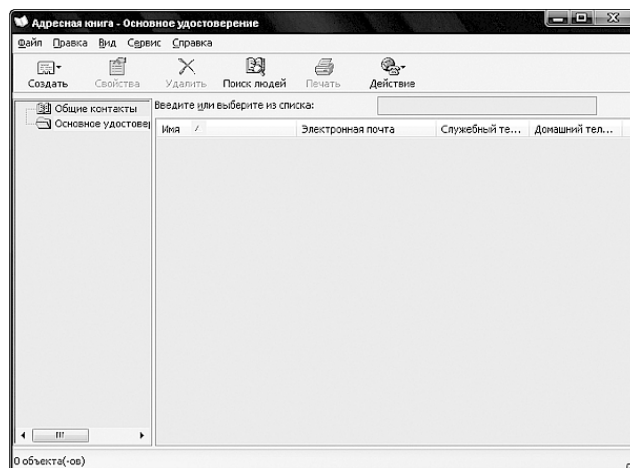 Адресная книга - Основное удостоверение
Файл Правка Вид Сервис Справка
Создать Свойства Удалить Поиск людей Печать Действие
Введите или выберите из списка:
Общие контакты
Основное удостовер
Имя / Электронная почта Служебный те... Домашний тел...
0 объекта(-ов)